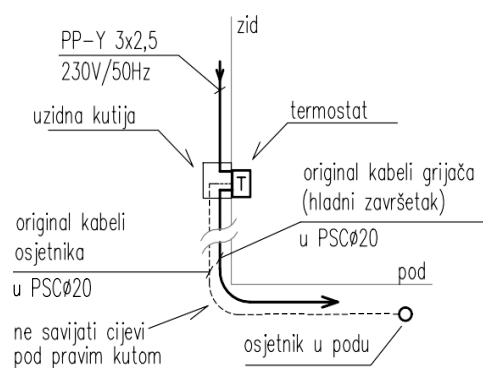 PP-Y 3x2,5
230V/50Hz
zid
uzidna kutija
termostat
T
original kabeli grijača
(hladni završetak)
u PSCø20
original kabeli
osjetnika
u PSCø20
pod
ne savijati cijevi
pod pravim kutom
osjetnik u podu